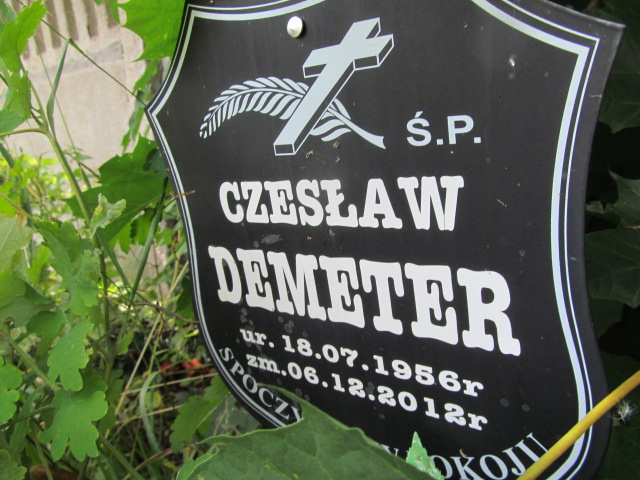 Ś.P.
CZESŁAW
DEMETER
ur. 18.07.1956r
zm.06.12.2012r